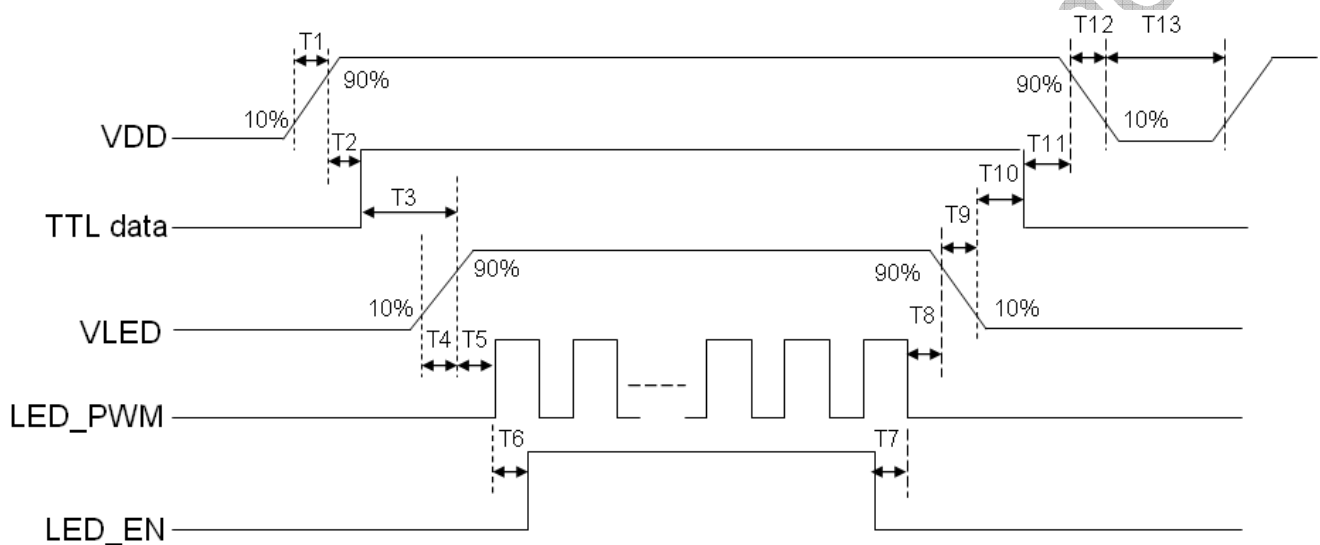 T1
T12 T13
90%
90%
10%
10%
VDD
T2
T11
T10
T3
T9
TTL data
90%
90%
10%
10%
T8
VLED
T4 T5
LED_PWM
T6
T7
LED_EN